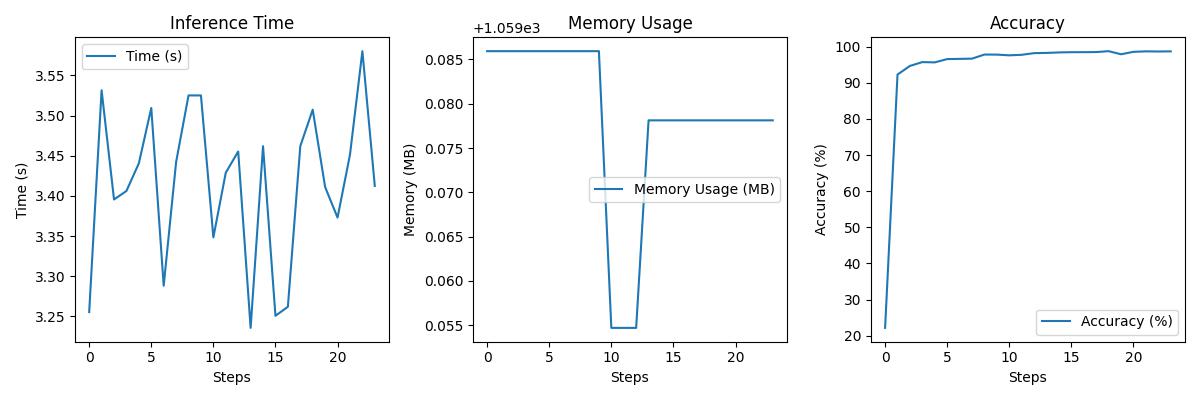 Inference Time
Time (s)
3.55
3.50
3.45
3.40
3.35
3.30
3.25
Time (s)
0 5 10 15 20
Steps
Memory Usage
+1.059e3
0.085
0.080
0.075
0.070
0.065
0.060
0.055
Memory (MB)
Memory Usage (MB)
0 5 10 15 20
Steps
Accuracy
100
90
80
70
60
50
40
30
20
Accuracy (%)
Accuracy (%)
0 5 10 15 20
Steps